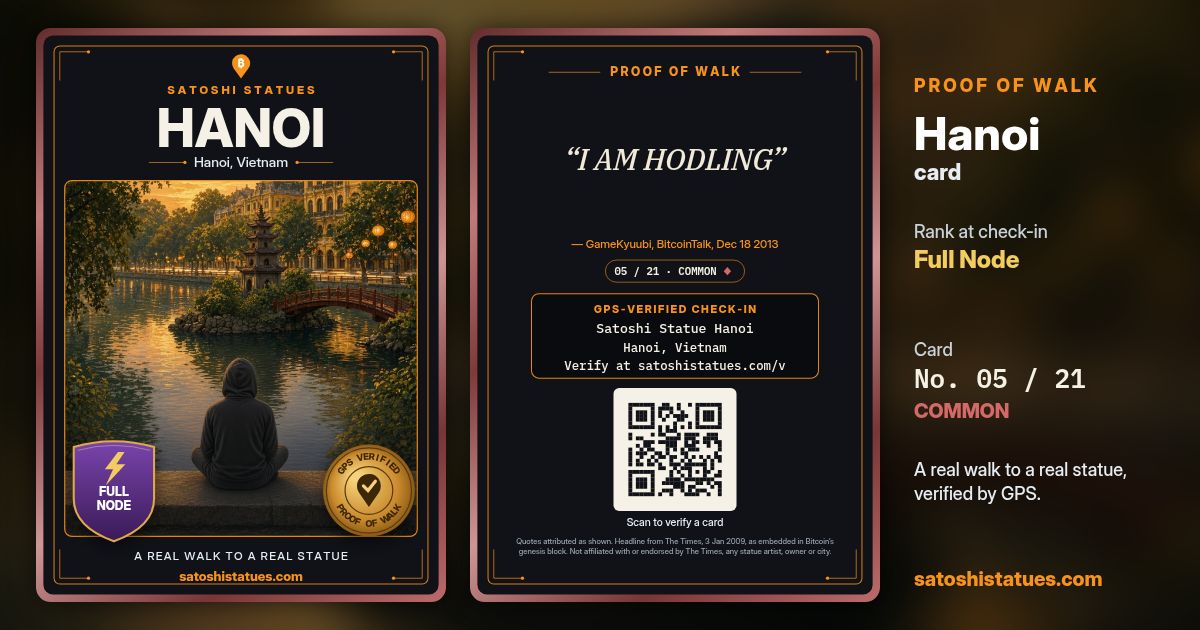 SATOSHI STATUES
HANOI
Hanoi, Vietnam
FULL
NODE
GPS VERIFIED
PROOF OF WALK
A REAL WALK TO A REAL STATUE
satoshistatues.com
PROOF OF WALK
“I AM HODLING”
— GameKyuubi, BitcoinTalk, Dec 18 2013
05 / 21 · COMMON ♦
GPS-VERIFIED CHECK-IN
Satoshi Statue Hanoi
Hanoi, Vietnam
Verify at satoshistatues.com/v
Scan to verify a card
Quotes attributed as shown. Headline from The Times, 3 Jan 2009, as embedded in Bitcoin's
genesis block. Not affiliated with or endorsed by The Times, any statue artist, owner or city.
PROOF OF WALK
Hanoi
card
Rank at check-in
Full Node
Card
No. 05 / 21
COMMON
A real walk to a real statue,
verified by GPS.
satoshistatues.com